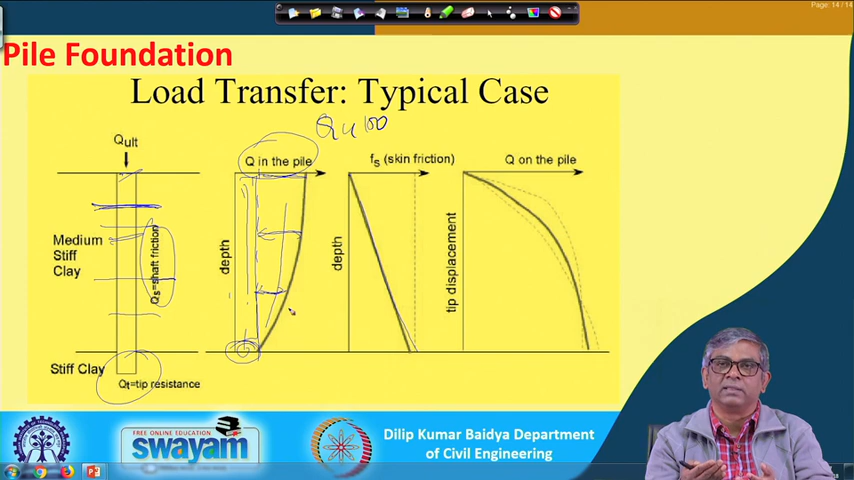 Page: 14 / 14
Pile Foundation
Load Transfer: Typical Case
Qult
Q in the pile
fs (skin friction)
Q on the pile
Medium
Stiff
Clay
Qs=shaft friction
depth
depth
tip displacement
Stiff Clay
Qt=tip resistance
FREE ONLINE EDUCATION
swayam
Dilip Kumar Baidya Department
of Civil Engineering